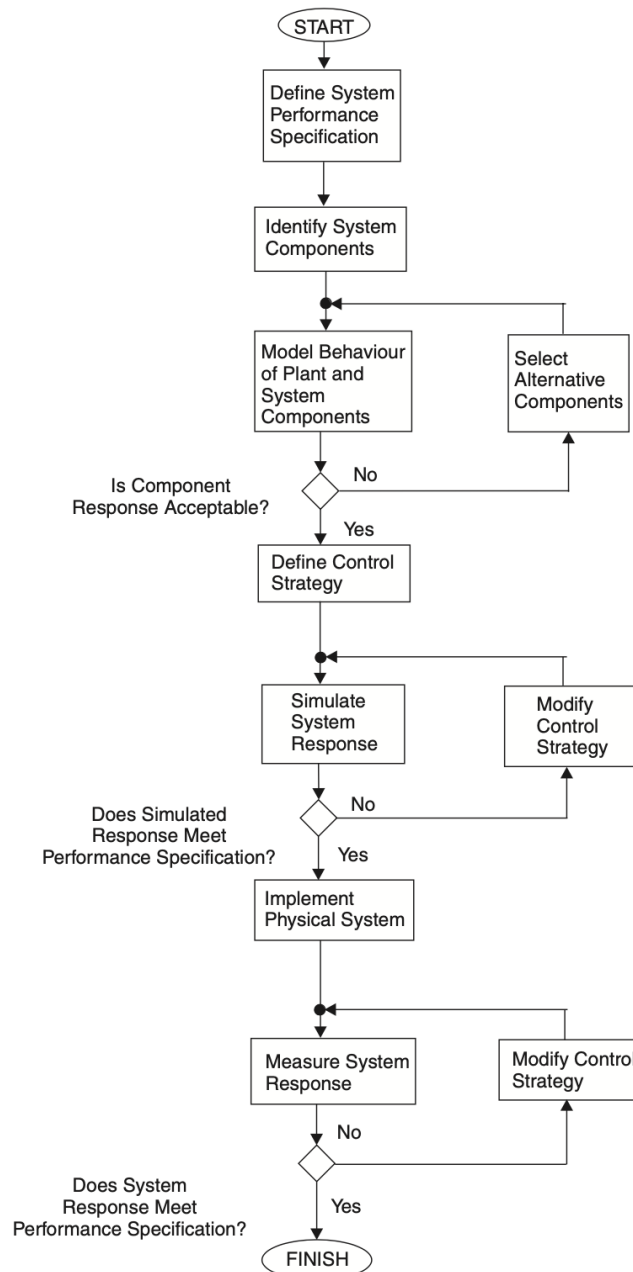 START
Define System
Performance
Specification
Identify System
Components
Model Behaviour
of Plant and
System
Components
Select
Alternative
Components
No
Is Component
Response Acceptable?
Yes
Define Control
Strategy
Simulate
System
Response
Modify
Control
Strategy
No
Does Simulated
Response Meet
Performance Specification?
Yes
Implement
Physical System
Measure System
Response
Modify Control
Strategy
No
Does System
Response Meet
Performance Specification?
Yes
FINISH